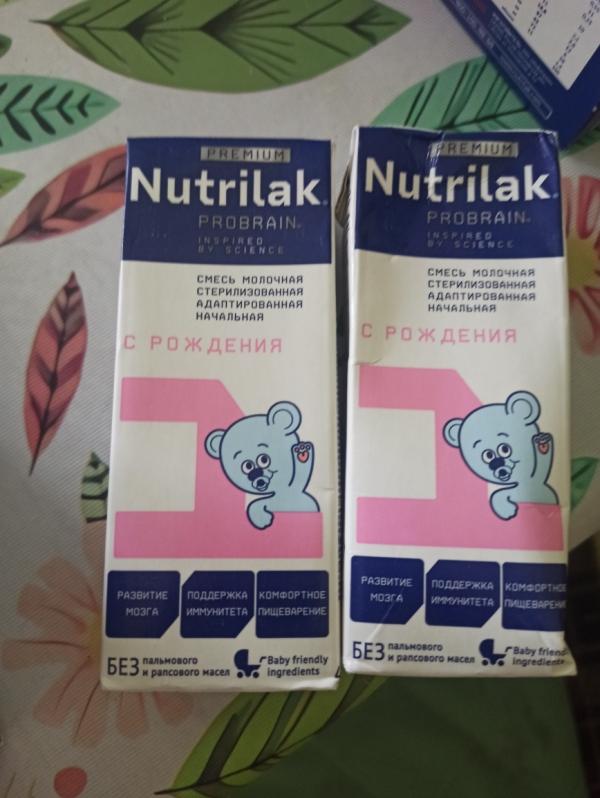 PREMIUM
Nutrilak
PROBRAIN
INSPIRED
BY SCIENCE
СМЕСЬ МОЛОЧНАЯ
СТЕРИЛИЗОВАННАЯ
АДАПТИРОВАННАЯ
НАЧАЛЬНАЯ
С РОЖДЕНИЯ
1
РАЗВИТИЕ
МОЗГА
ПОДДЕРЖКА
ИММУНИТЕТА
КОМФОРТНОЕ
ПИЩЕВАРЕНИЕ
БЕЗ пальмового
и рапсового масел
Baby friendly
ingredients
PREMIUM
Nutrilak
PROBRAIN
INSPIRED
BY SCIENCE
СМЕСЬ МОЛОЧНАЯ
СТЕРИЛИЗОВАННАЯ
АДАПТИРОВАННАЯ
НАЧАЛЬНАЯ
С РОЖДЕНИЯ
1
РАЗВИТИЕ
МОЗГА
ПОДДЕРЖКА
ИММУНИТЕТА
КОМФОРТНОЕ
ПИЩЕВАРЕНИЕ
БЕЗ пальмового
и рапсового масел
Baby friendly
ingredients